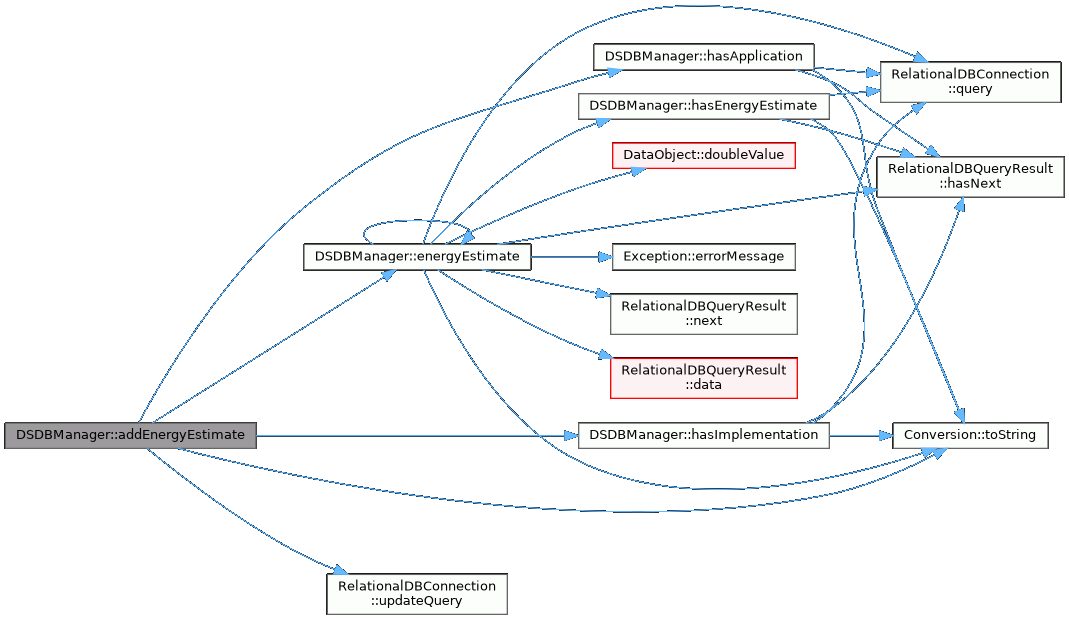 DSDBManager::hasApplication
RelationalDBConnection
::query
DSDBManager::hasEnergyEstimate
DataObject::doubleValue
RelationalDBQueryResult
::hasNext
DSDBManager::energyEstimate
Exception::errorMessage
RelationalDBQueryResult
::next
RelationalDBQueryResult
::data
DSDBManager::addEnergyEstimate
DSDBManager::hasImplementation
Conversion::toString
RelationalDBConnection
::updateQuery